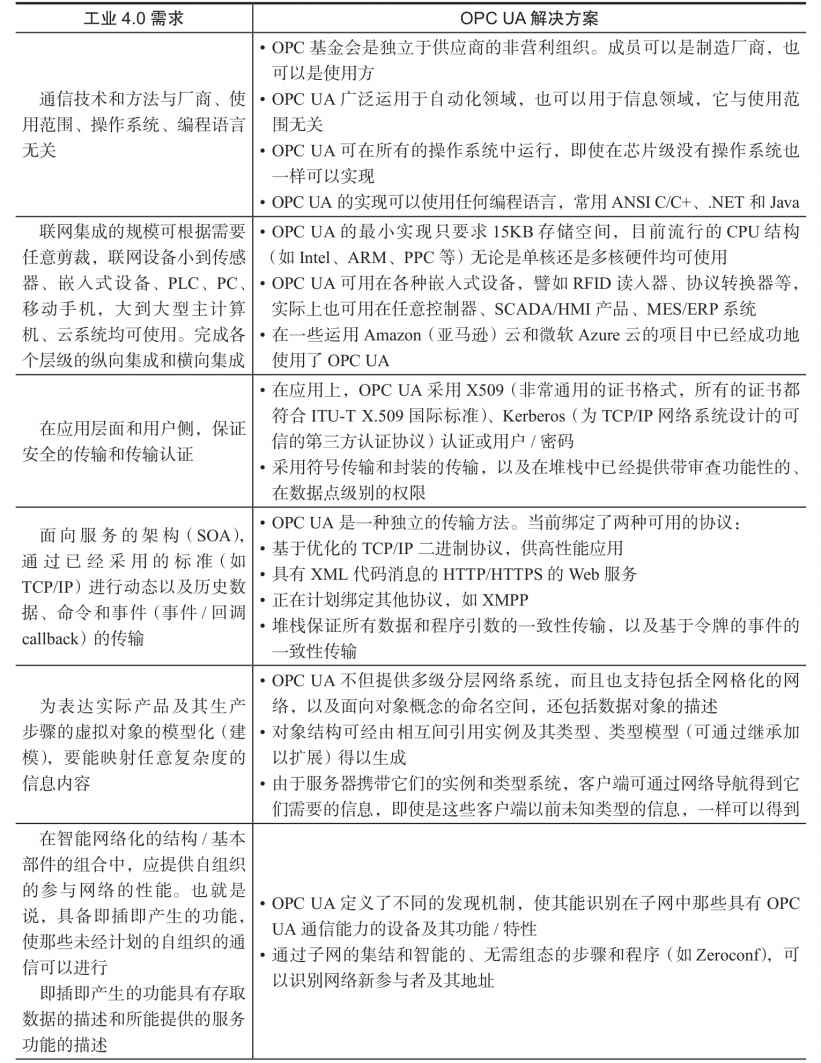 工业 4.0 需求
OPC UA 解决方案
通信技术和方法与厂商、使
用范围、操作系统、编程语言
无关
• OPC 基金会是独立于供应商的非营利组织。成员可以是制造厂商，也
可以是使用方
• OPC UA 广泛运用于自动化领域，也可以用于信息领域，它与使用范
围无关
• OPC UA 可在所有的操作系统中运行，即使在芯片级没有操作系统也
一样可以实现
• OPC UA 的实现可以使用任何编程语言，常用 ANSI C/C+、.NET 和 Java
联网集成的规模可根据需要
任意剪裁，联网设备小到传感
器、嵌入式设备、PLC、PC、
移动手机，大到大型主计算
机、云系统均可使用。完成各
个层级的纵向集成和横向集成
• OPC UA 的最小实现只要求 15KB 存储空间，目前流行的 CPU 结构
（如 Intel、ARM、PPC 等）无论是单核还是多核硬件均可使用
• OPC UA 可用在各种嵌入式设备，譬如 RFID 读入器、协议转换器等，
实际上也可用在任意控制器、SCADA/HMI 产品、MES/ERP 系统
• 在一些运用 Amazon（亚马逊）云和微软 Azure 云的项目中已经成功地
使用了 OPC UA
在应用层面和用户侧，保证
安全的传输和传输认证
• 在应用上，OPC UA 采用 X509（非常通用的证书格式，所有的证书都
符合 ITU-T X.509 国际标准）、Kerberos（为 TCP/IP 网络系统设计的可
信的第三方认证协议）认证或用户 / 密码
• 采用符号传输和封装的传输，以及在堆栈中已经提供带审查功能性的、
在数据点级别的权限
面向服务的架构（SOA），
通过已经采用的标准（如
TCP/IP）进行动态以及历史数
据、命令和事件（事件 / 回调
callback）的传输
• OPC UA 是一种独立的传输方法。当前绑定了两种可用的协议：
• 基于优化的 TCP/IP 二进制协议，供高性能应用
• 具有 XML 代码消息的 HTTP/HTTPS 的 Web 服务
• 正在计划绑定其他协议，如 XMPP
• 堆栈保证所有数据和程序引数的一致性传输，以及基于令牌的事件的
一致性传输
为表达实际产品及其生产
步骤的虚拟对象的模型化（建
模），要能映射任意复杂度的
信息内容
• OPC UA 不但提供多级分层网络系统，而且也支持包括全网格化的网
络，以及面向对象概念的命名空间，还包括数据对象的描述
• 对象结构可经由相互间引用实例及其类型、类型模型（可通过继承加
以扩展）得以生成
• 由于服务器携带它们的实例和类型系统，客户端可通过网络导航得到它
们需要的信息，即使是这些客户端以前未知类型的信息，一样可以得到
在智能网络化的结构 / 基本
部件的组合中，应提供自组织
的参与网络的性能。也就是
说，具备即插即产生的功能，
使那些未经计划的自组织的通
信可以进行
即插即产生的功能具有存取
数据的描述和所能提供的服务
功能的描述
• OPC UA 定义了不同的发现机制，使其能识别在子网中那些具有 OPC
UA 通信能力的设备及其功能 / 特性
• 通过子网的集结和智能的、无需组态的步骤和程序（如 Zeroconf），可
以识别网络新参与者及其地址